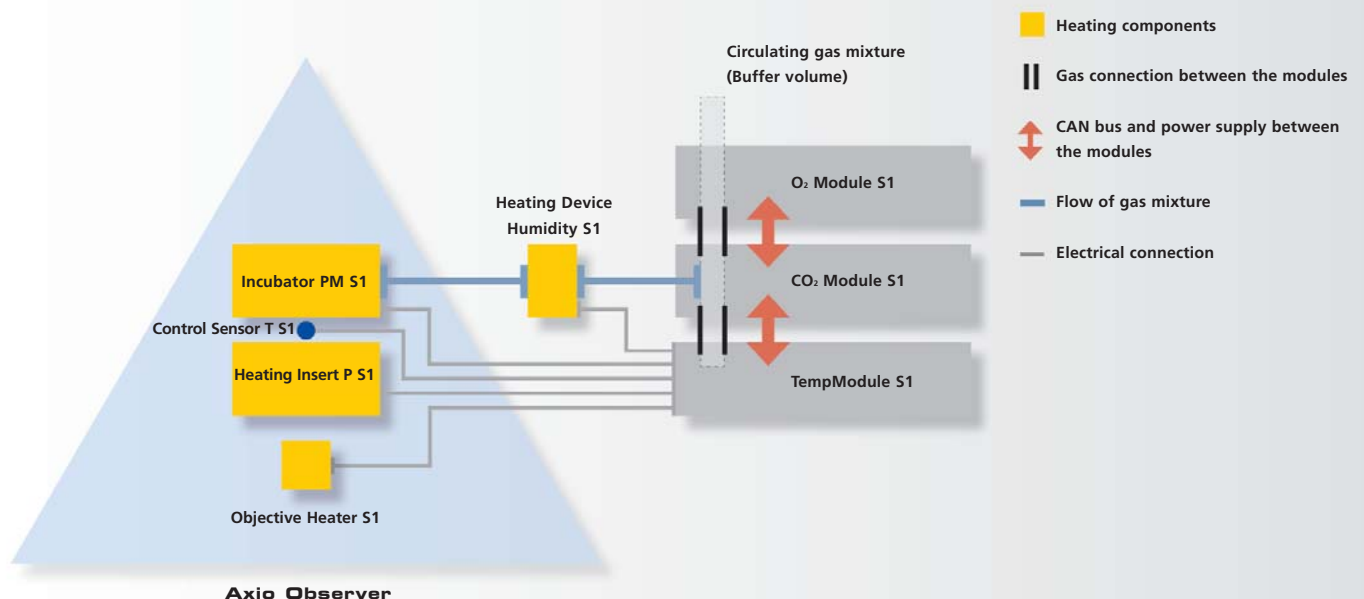 Circulating gas mixture
(Buffer volume)
Heating components
Gas connection between the modules
CAN bus and power supply between
the modules
Flow of gas mixture
Electrical connection
O₂ Module S1
Heating Device
Humidity S1
Incubator PM S1
CO₂ Module S1
Control Sensor T S1
Heating Insert P S1
TempModule S1
Objective Heater S1
Axio Observer